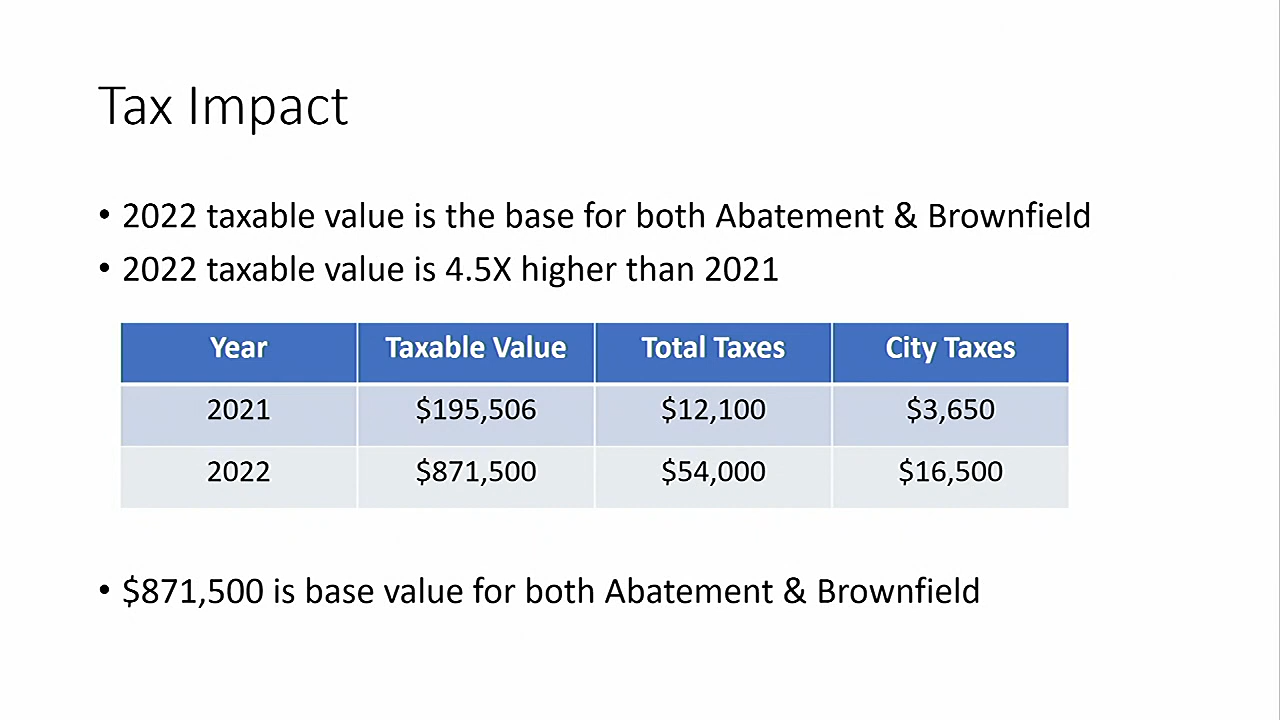 Tax Impact
• 2022 taxable value is the base for both Abatement & Brownfield
• 2022 taxable value is 4.5X higher than 2021
Year Taxable Value Total Taxes City Taxes
2021 $195,506 $12,100 $3,650
2022 $871,500 $54,000 $16,500
• $871,500 is base value for both Abatement & Brownfield